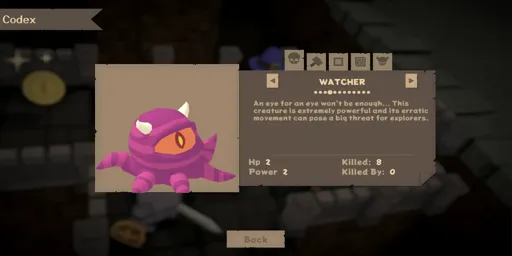 Codex
WATCHER
An eye for an eye won't be enough... This
creature is extremely powerful and its erratic
movement can pose a big threat for explorers.
Hp 2 Killed: 8
Power 2 Killed By: 0
Back